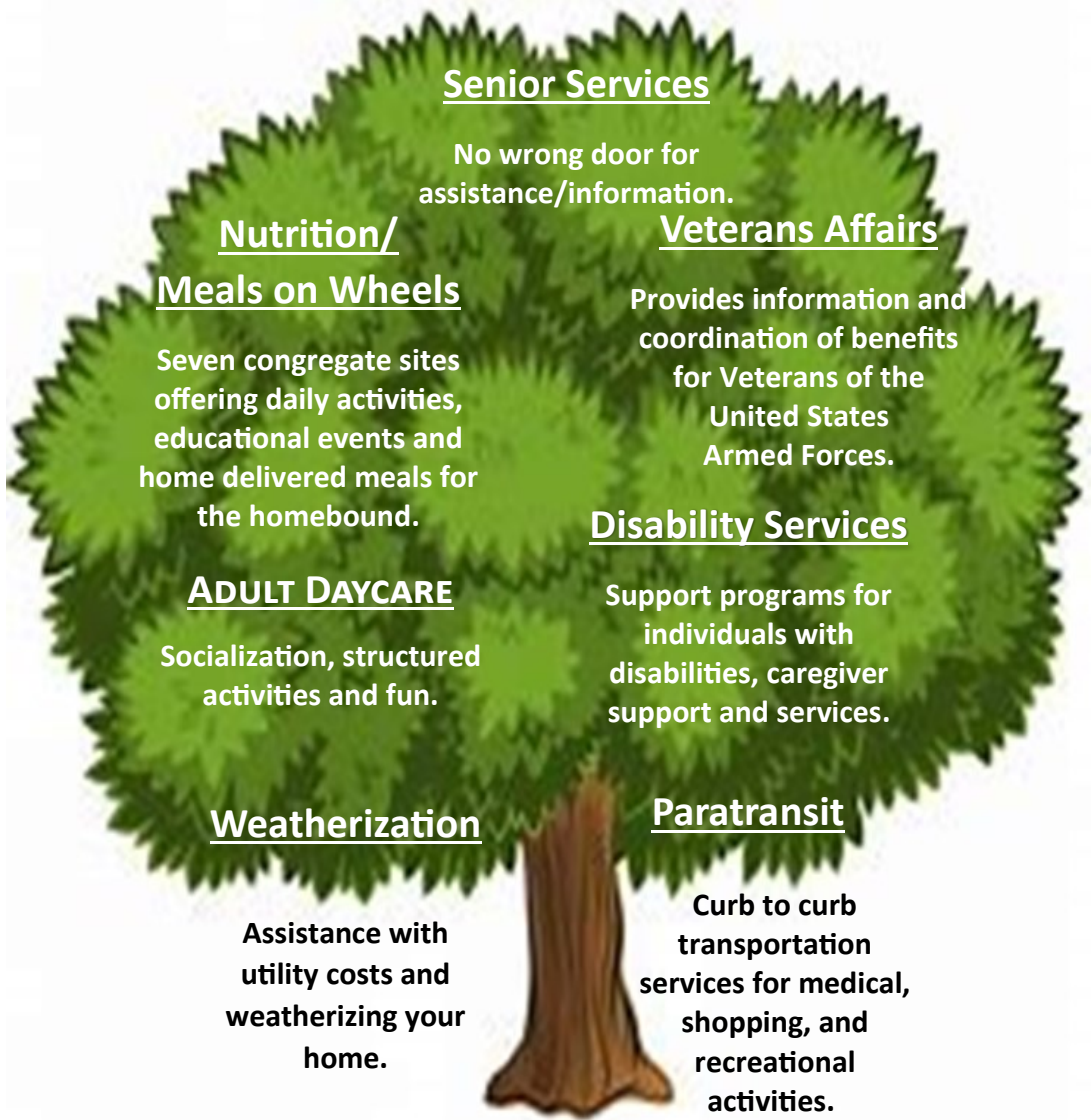 Senior Services
No wrong door for
assistance/information.
Nutrition/
Meals on Wheels
Seven congregate sites
offering daily activities,
educational events and
home delivered meals for
the homebound.
Veterans Affairs
Provides information and
coordination of benefits
for Veterans of the
United States
Armed Forces.
ADULT DAYCARE
Socialization, structured
activities and fun.
Disability Services
Support programs for
individuals with
disabilities, caregiver
support and services.
Weatherization
Assistance with
utility costs and
weatherizing your
home.
Paratransit
Curb to curb
transportation
services for medical,
shopping, and
recreational
activities.